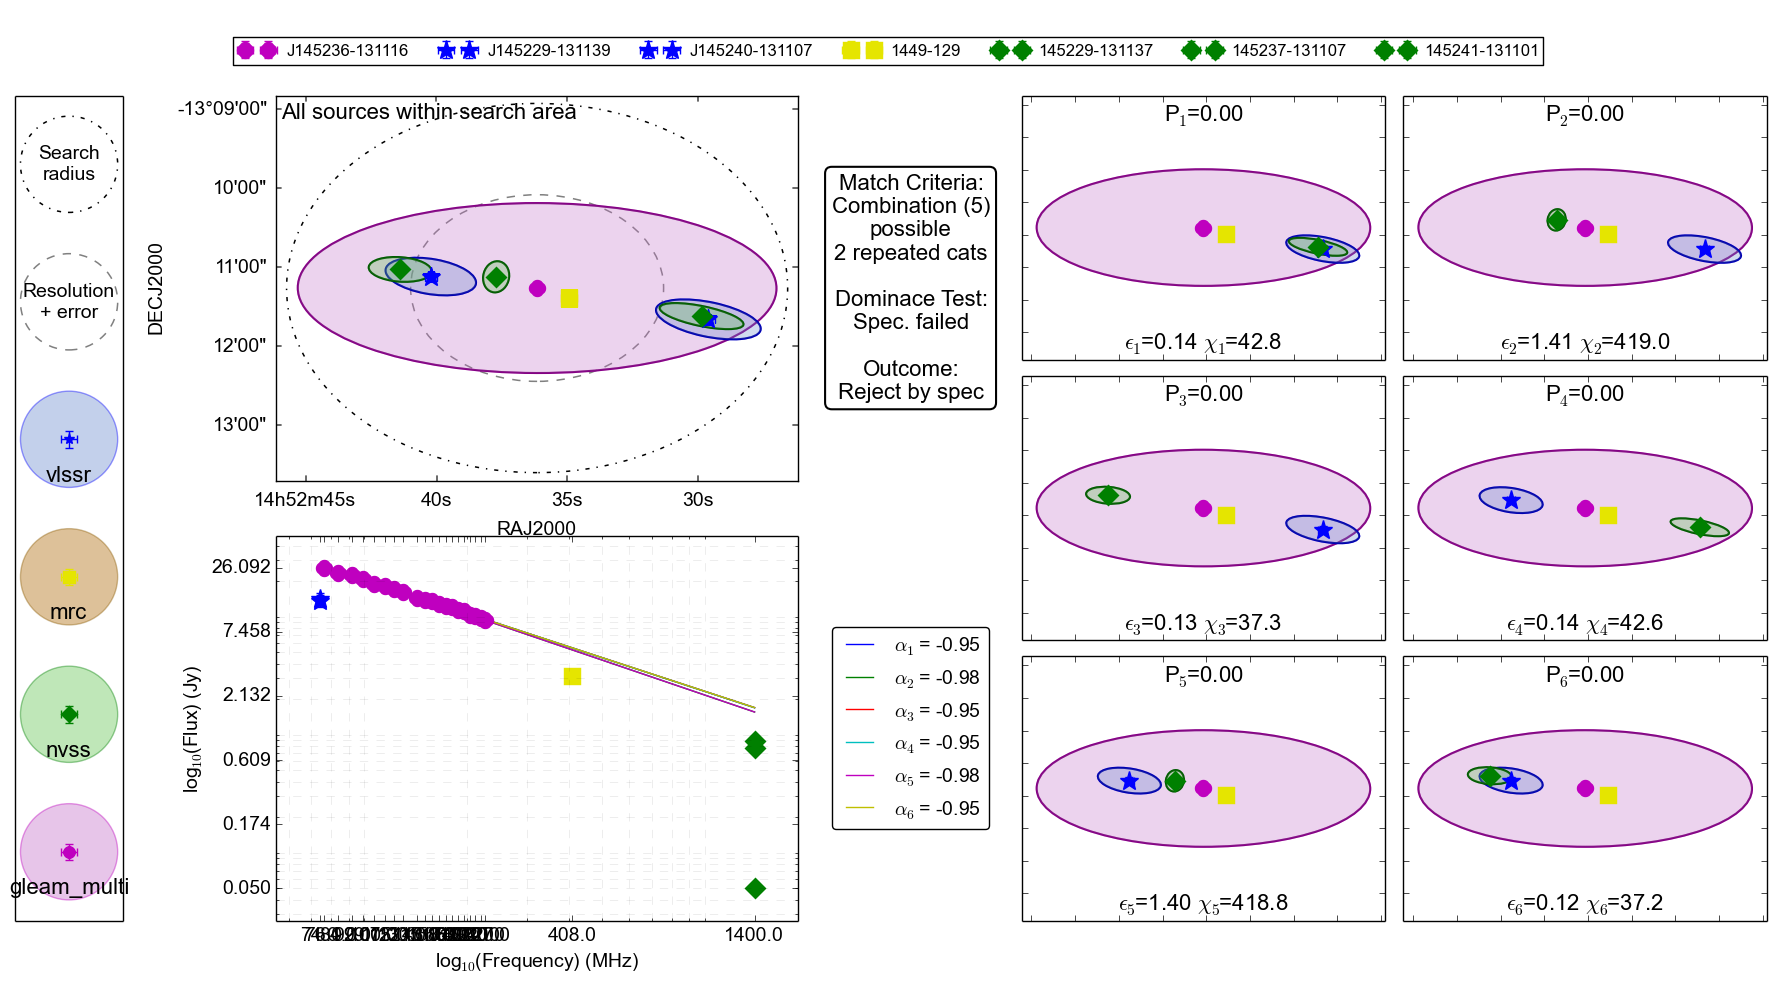 J145236-131116 J145229-131139 J145240-131107 1449-129 145229-131137 145237-131107 145241-131101
Search
radius
Resolution
+ error
vlssr
mrc
nvss
gleam_multi
All sources within search area
DECJ2000
-13°09'00"
10'00"
11'00"
12'00"
13'00"
14h52m45s 40s 35s 30s
RAJ2000
Match Criteria:
Combination (5)
possible
2 repeated cats
Dominace Test:
Spec. failed
Outcome:
Reject by spec
log₁₀(Flux) (Jy)
26.092
7.458
2.132
0.609
0.174
0.050
408.0 1400.0
log₁₀(Frequency) (MHz)
α₁ = -0.95
α₂ = -0.98
α₃ = -0.95
α₄ = -0.95
α₅ = -0.98
α₆ = -0.95
P₁=0.00
ϵ₁=0.14 χ₁=42.8
P₂=0.00
ϵ₂=1.41 χ₂=419.0
P₃=0.00
ϵ₃=0.13 χ₃=37.3
P₄=0.00
ϵ₄=0.14 χ₄=42.6
P₅=0.00
ϵ₅=1.40 χ₅=418.8
P₆=0.00
ϵ₆=0.12 χ₆=37.2